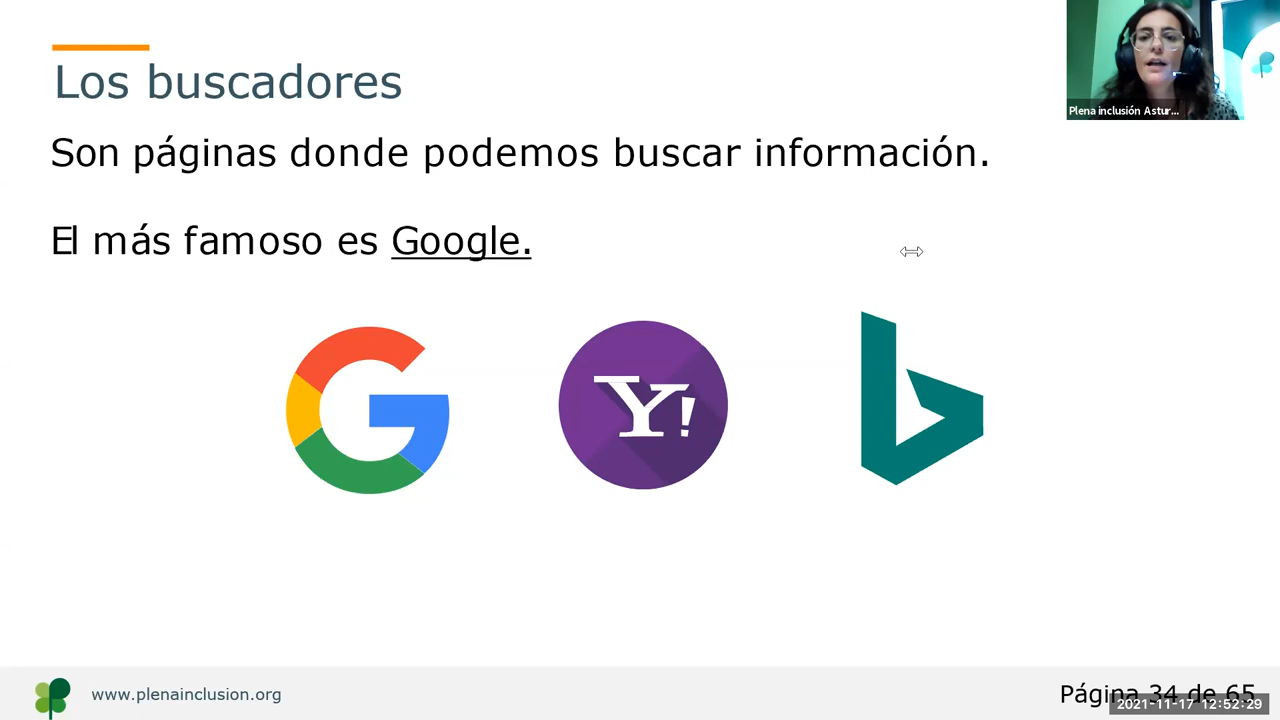 Los buscadores
Plena inclusión Astur...
Son páginas donde podemos buscar información.
El más famoso es Google.
Y!
www.plenainclusion.org
Página 34 de 65
2021-11-17 12:52:29